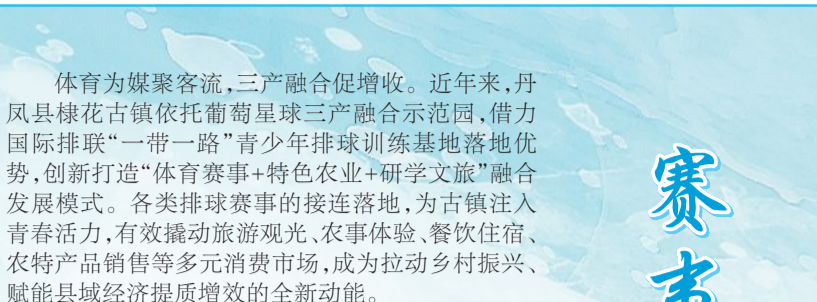 体育为媒聚客流,三产融合促增收。近年来,丹
凤县棣花古镇依托葡萄星球三产融合示范园,借力
国际排联“一带一路”青少年排球训练基地落地优
势,创新打造“体育赛事+特色农业+研学文旅”融合
发展模式。各类排球赛事的接连落地,为古镇注入
青春活力,有效撬动旅游观光、农事体验、餐饮住宿、
农特产品销售等多元消费市场,成为拉动乡村振兴、
赋能县域经济提质增效的全新动能。
赛